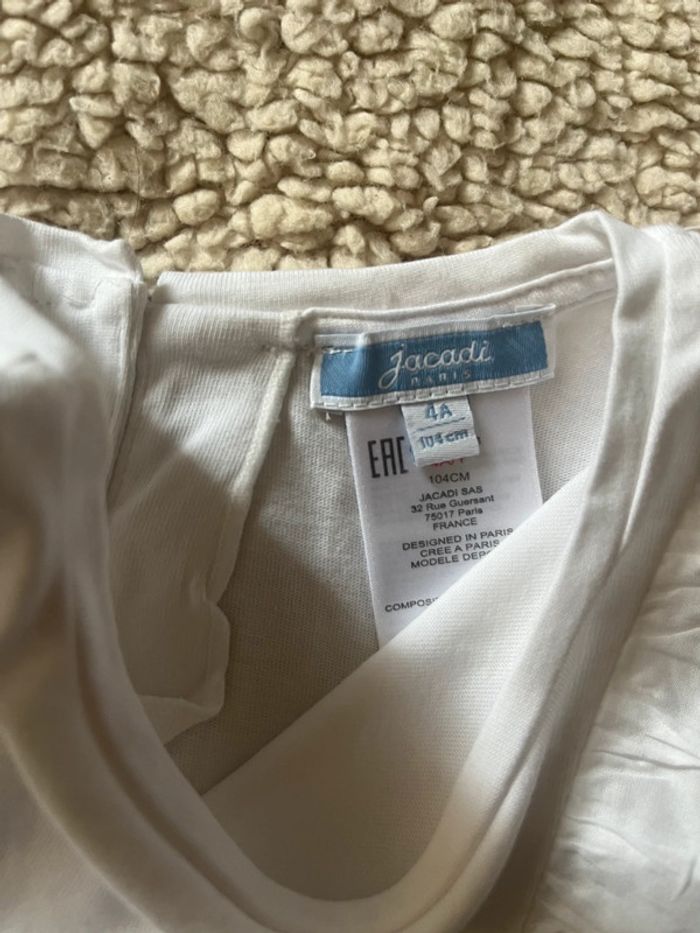 Jacadi
PARIS
4A
104 cm
EAC
104CM
JACADI SAS
32 Rue Guersant
75017 Paris
FRANCE
DESIGNED IN PARIS
CREE A PARIS
MODELE